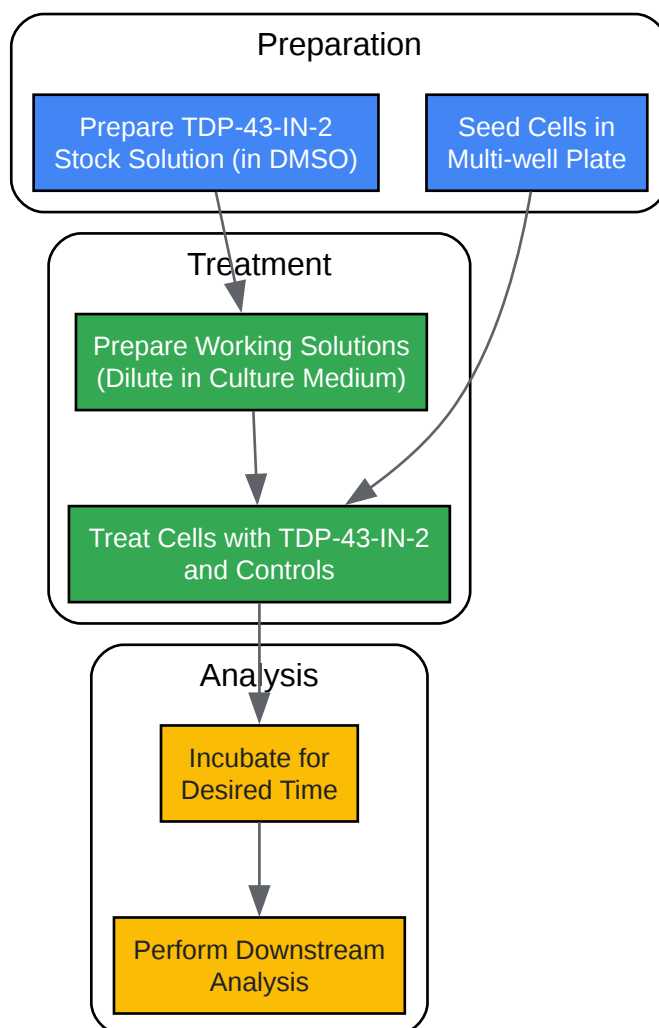 Preparation
Prepare TDP-43-IN-2
Stock Solution (in DMSO)
Seed Cells in
Multi-well Plate
Treatment
Prepare Working Solutions
(Dilute in Culture Medium)
Treat Cells with TDP-43-IN-2
and Controls
Analysis
Incubate for
Desired Time
Perform Downstream
Analysis